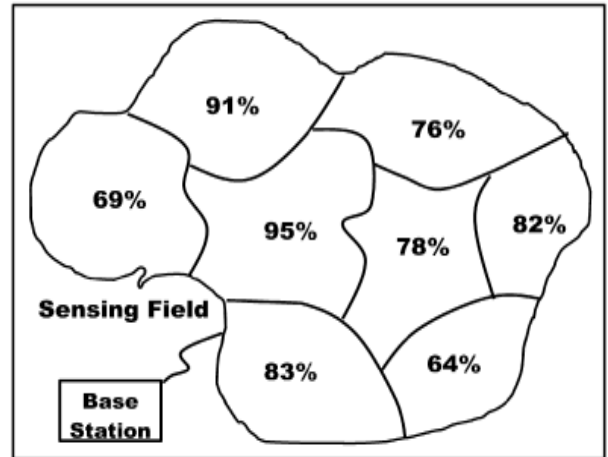 91%
76%
69%
82%
95%
78%
Sensing Field
64%
83%
Base
Station